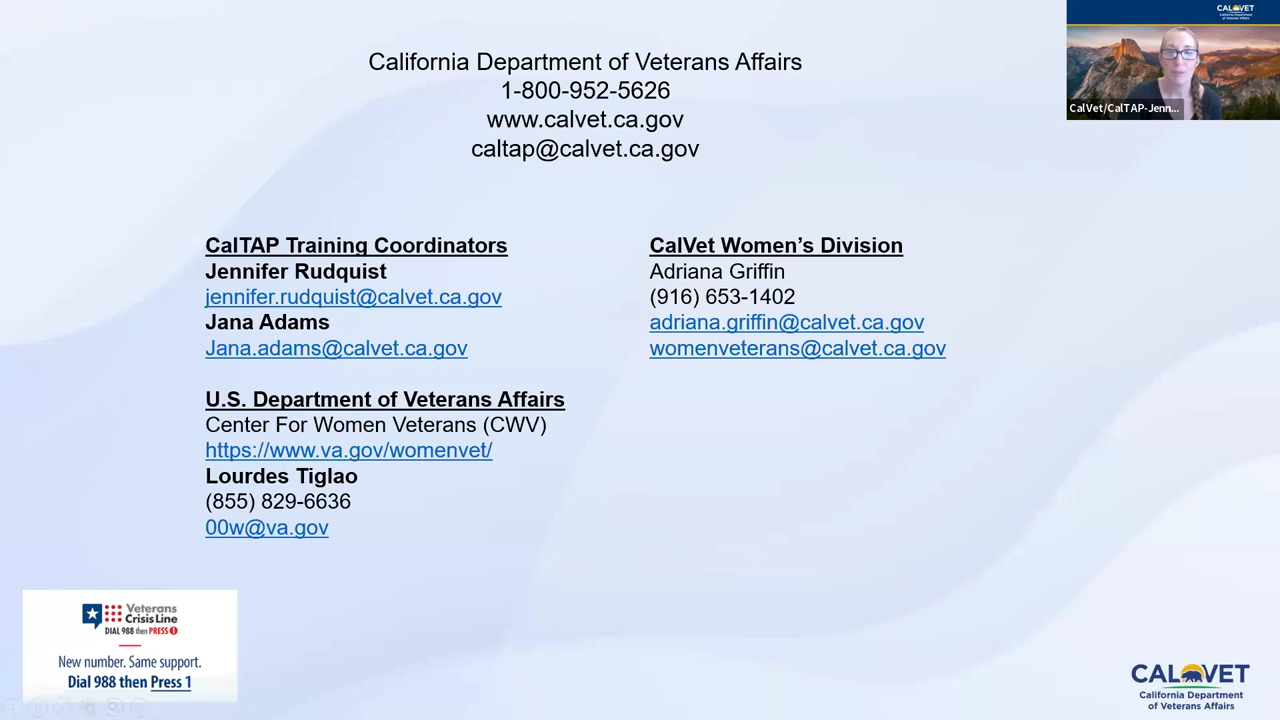 California Department of Veterans Affairs
1-800-952-5626
www.calvet.ca.gov
caltap@calvet.ca.gov
CalTAP Training Coordinators
Jennifer Rudquist
jennifer.rudquist@calvet.ca.gov
Jana Adams
Jana.adams@calvet.ca.gov
CalVet Women’s Division
Adriana Griffin
(916) 653-1402
adriana.griffin@calvet.ca.gov
womenveterans@calvet.ca.gov
U.S. Department of Veterans Affairs
Center For Women Veterans (CWV)
https://www.va.gov/womenvet/
Lourdes Tiglao
(855) 829-6636
00w@va.gov
Veterans
Crisis Line
DIAL 988 then PRESS 1
New number. Same support.
Dial 988 then Press 1
CALVET
California Department
of Veterans Affairs
CALVET
California Department
of Veterans Affairs
CalVet/CalTAP-Jenn...